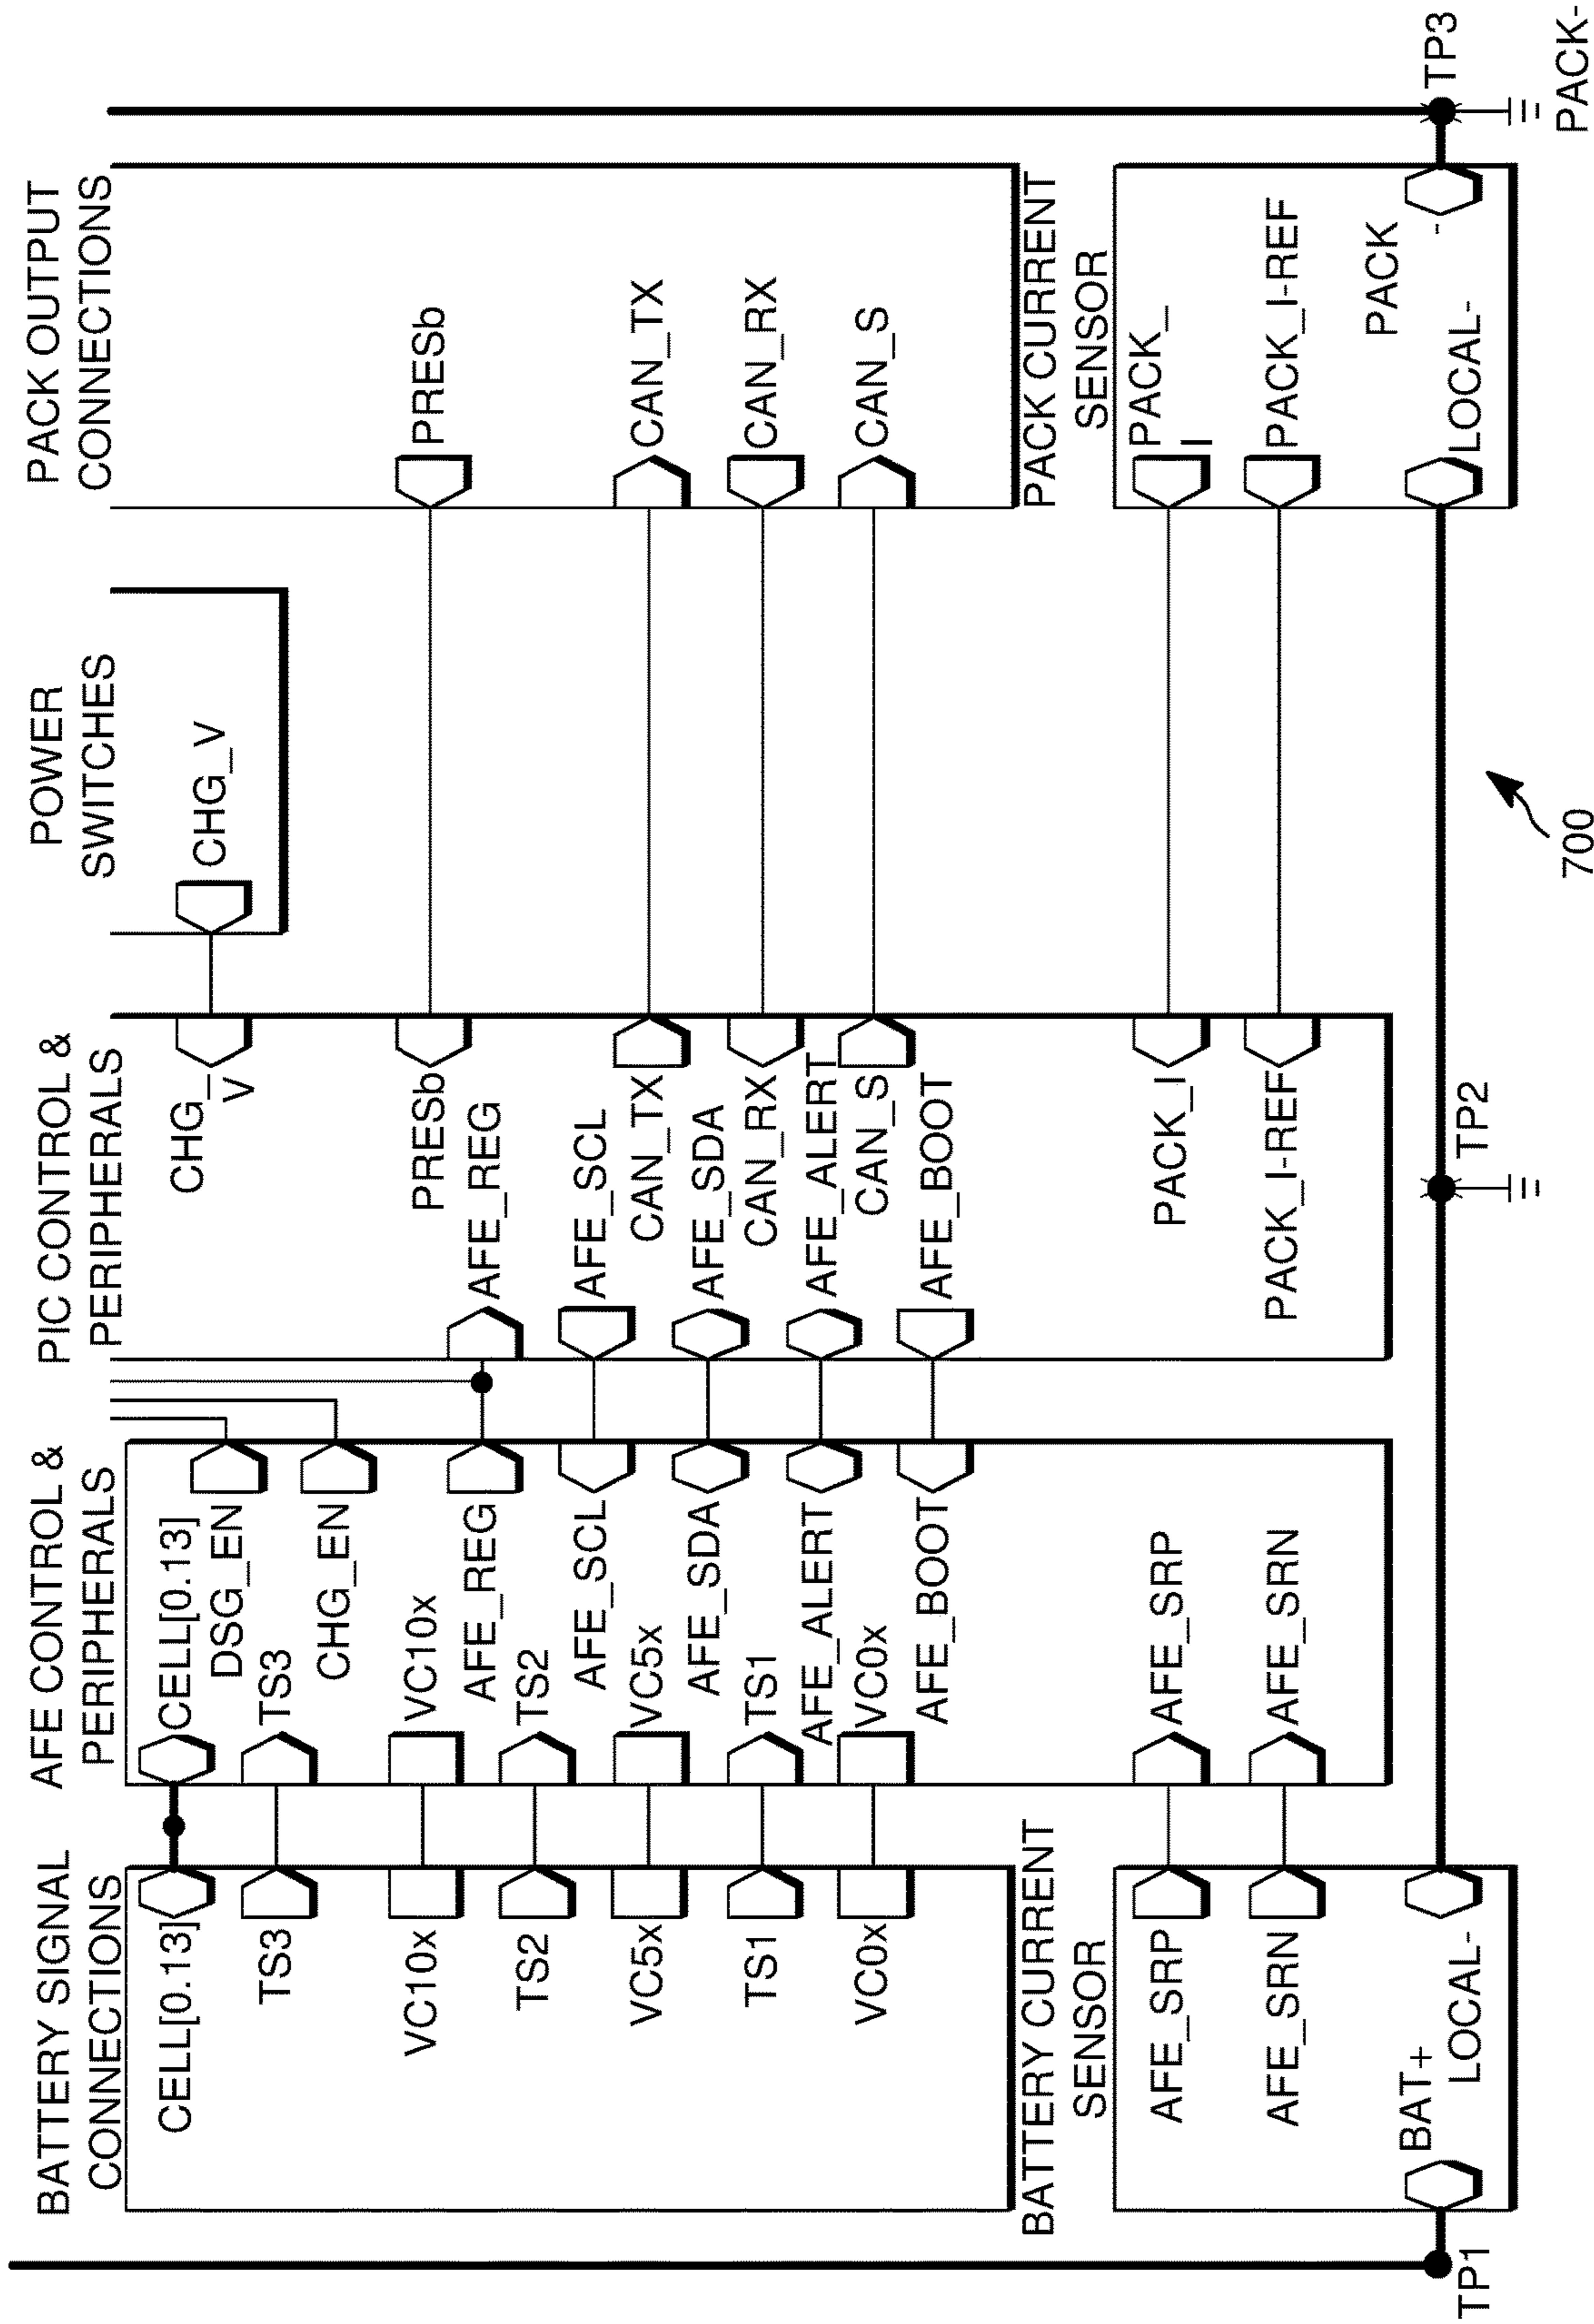 BATTERY SIGNAL
CONNECTIONS
CELL[0.13]
TS3
VC10x
TS2
VC5x
TS1
VC0x
BATTERY CURRENT
SENSOR
AFE_SRP
AFE_SRN
BAT+
LOCAL-
TP1
AFE CONTROL &
PERIPHERALS
CELL[0.13]
DSG_EN
TS3
CHG_EN
VC10x
AFE_REG
TS2
AFE_SCL
VC5x
AFE_SDA
TS1
AFE_ALERT
VC0x
AFE_BOOT
AFE_SRP
AFE_SRN
PIC CONTROL &
PERIPHERALS
CHG_
V
PRESb
AFE_REG
AFE_SCL
CAN_TX
AFE_SDA
CAN_RX
AFE_ALERT
CAN_S
AFE_BOOT
PACK_I
PACK_I-REF
TP2
POWER
SWITCHES
CHG_V
700
PACK OUTPUT
CONNECTIONS
PRESb
CAN_TX
CAN_RX
CAN_S
PACK CURRENT
SENSOR
PACK_
I
PACK_I-REF
PACK
-
LOCAL-
TP3
PACK-